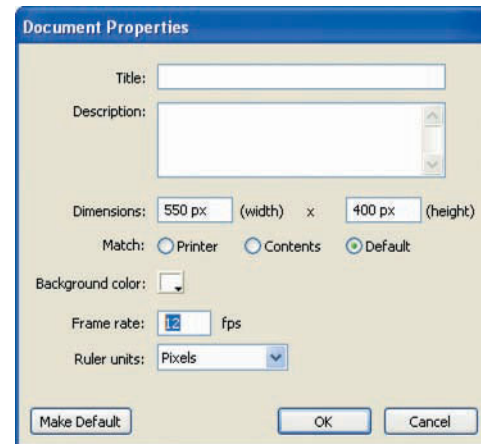 Document Properties
Title:
Description:
Dimensions: 550 px (width) x 400 px (height)
Match: Printer Contents Default
Background color:
Frame rate: 12 fps
Ruler units: Pixels
Make Default OK Cancel